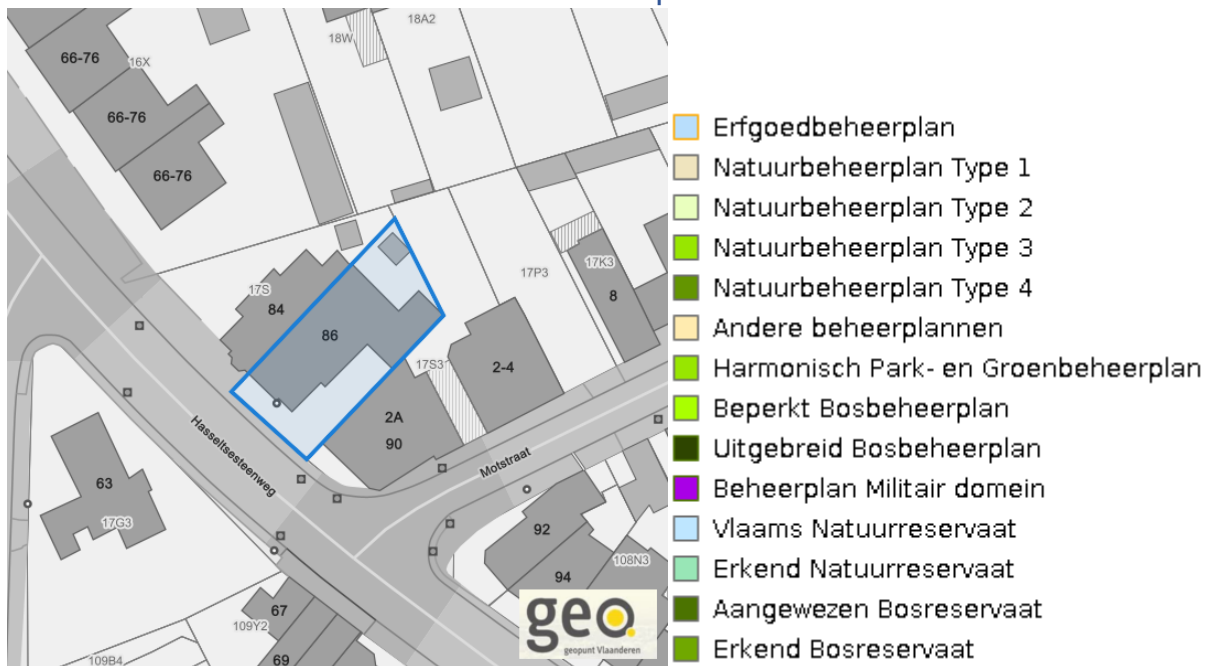 18A2
18W
66-76
16X
66-76
66-76
17S
84
86
17P3
17K3
8
17S3
2-4
2A
90
Hasseltsesteenweg
Motstraat
63
17G3
92
94
108N3
67
109Y2
69
109B4
geo
geopunt Vlaanderen
Erfgoedbeheerplan
Natuurbeheerplan Type 1
Natuurbeheerplan Type 2
Natuurbeheerplan Type 3
Natuurbeheerplan Type 4
Andere beheerplannen
Harmonisch Park- en Groenbeheerplan
Beperkt Bosbeheerplan
Uitgebreid Bosbeheerplan
Beheerplan Militair domein
Vlaams Natuurreservaat
Erkend Natuurreservaat
Aangewezen Bosreservaat
Erkend Bosreservaat